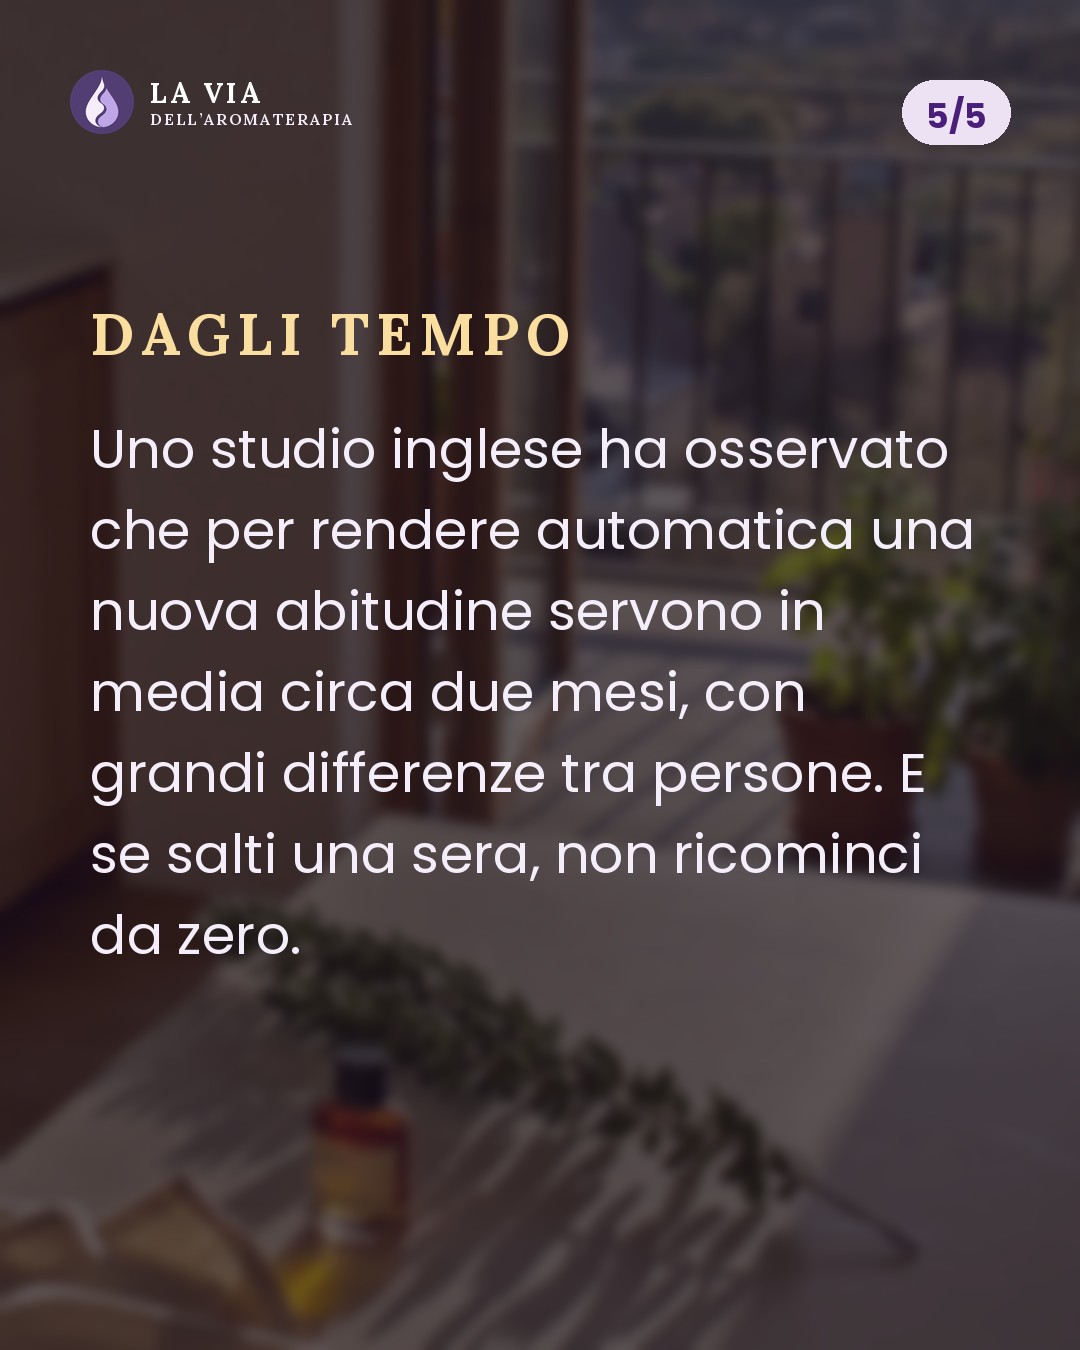 LA VIA
DELL'AROMATERAPIA
5/5
DAGLI TEMPO
Uno studio inglese ha osservato
che per rendere automatica una
nuova abitudine servono in
media circa due mesi, con
grandi differenze tra persone. E
se salti una sera, non ricominci
da zero.